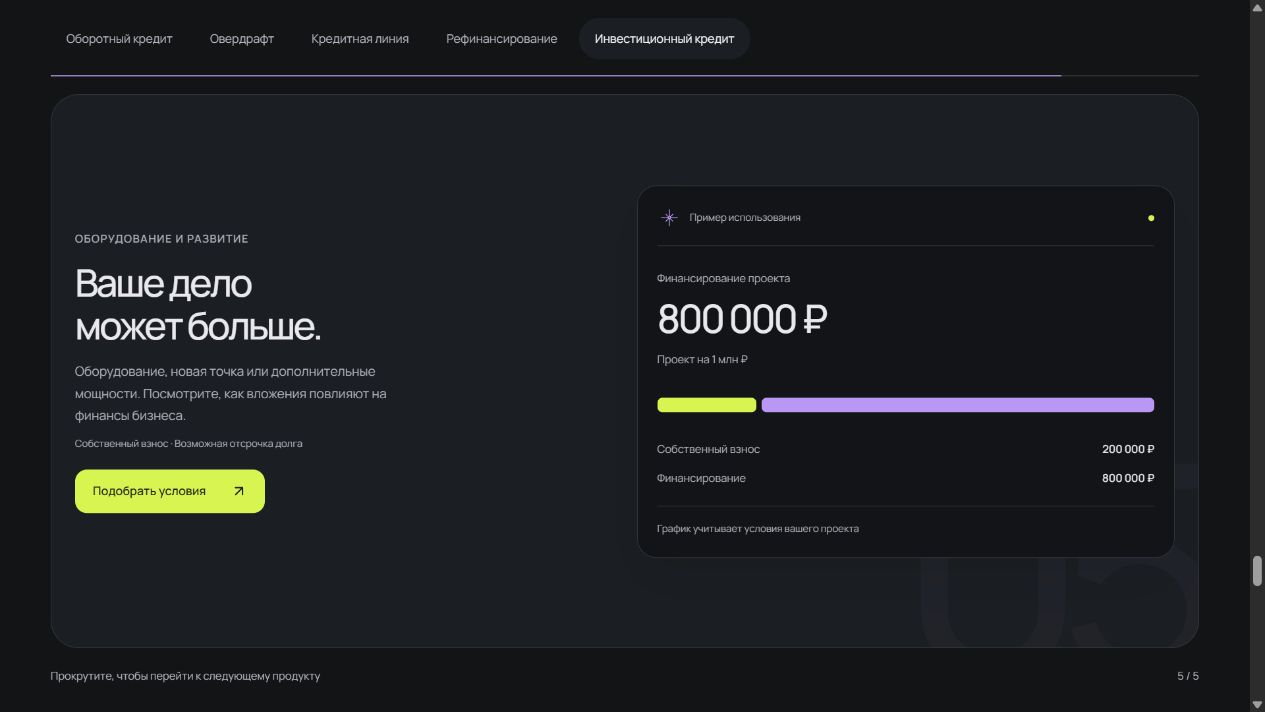 Оборотный кредит
Овердрафт
Кредитная линия
Рефинансирование
Инвестиционный кредит
ОБОРУДОВАНИЕ И РАЗВИТИЕ
Ваше дело
может больше.
Оборудование, новая точка или дополнительные
мощности. Посмотрите, как вложения повлияют на
финансы бизнеса.
Собственный взнос · Возможная отсрочка долга
Подобрать условия
Пример использования
Финансирование проекта
800 000 ₽
Проект на 1 млн ₽
Собственный взнос 200 000 ₽
Финансирование 800 000 ₽
График учитывает условия вашего проекта
05
Прокрутите, чтобы перейти к следующему продукту
5 / 5